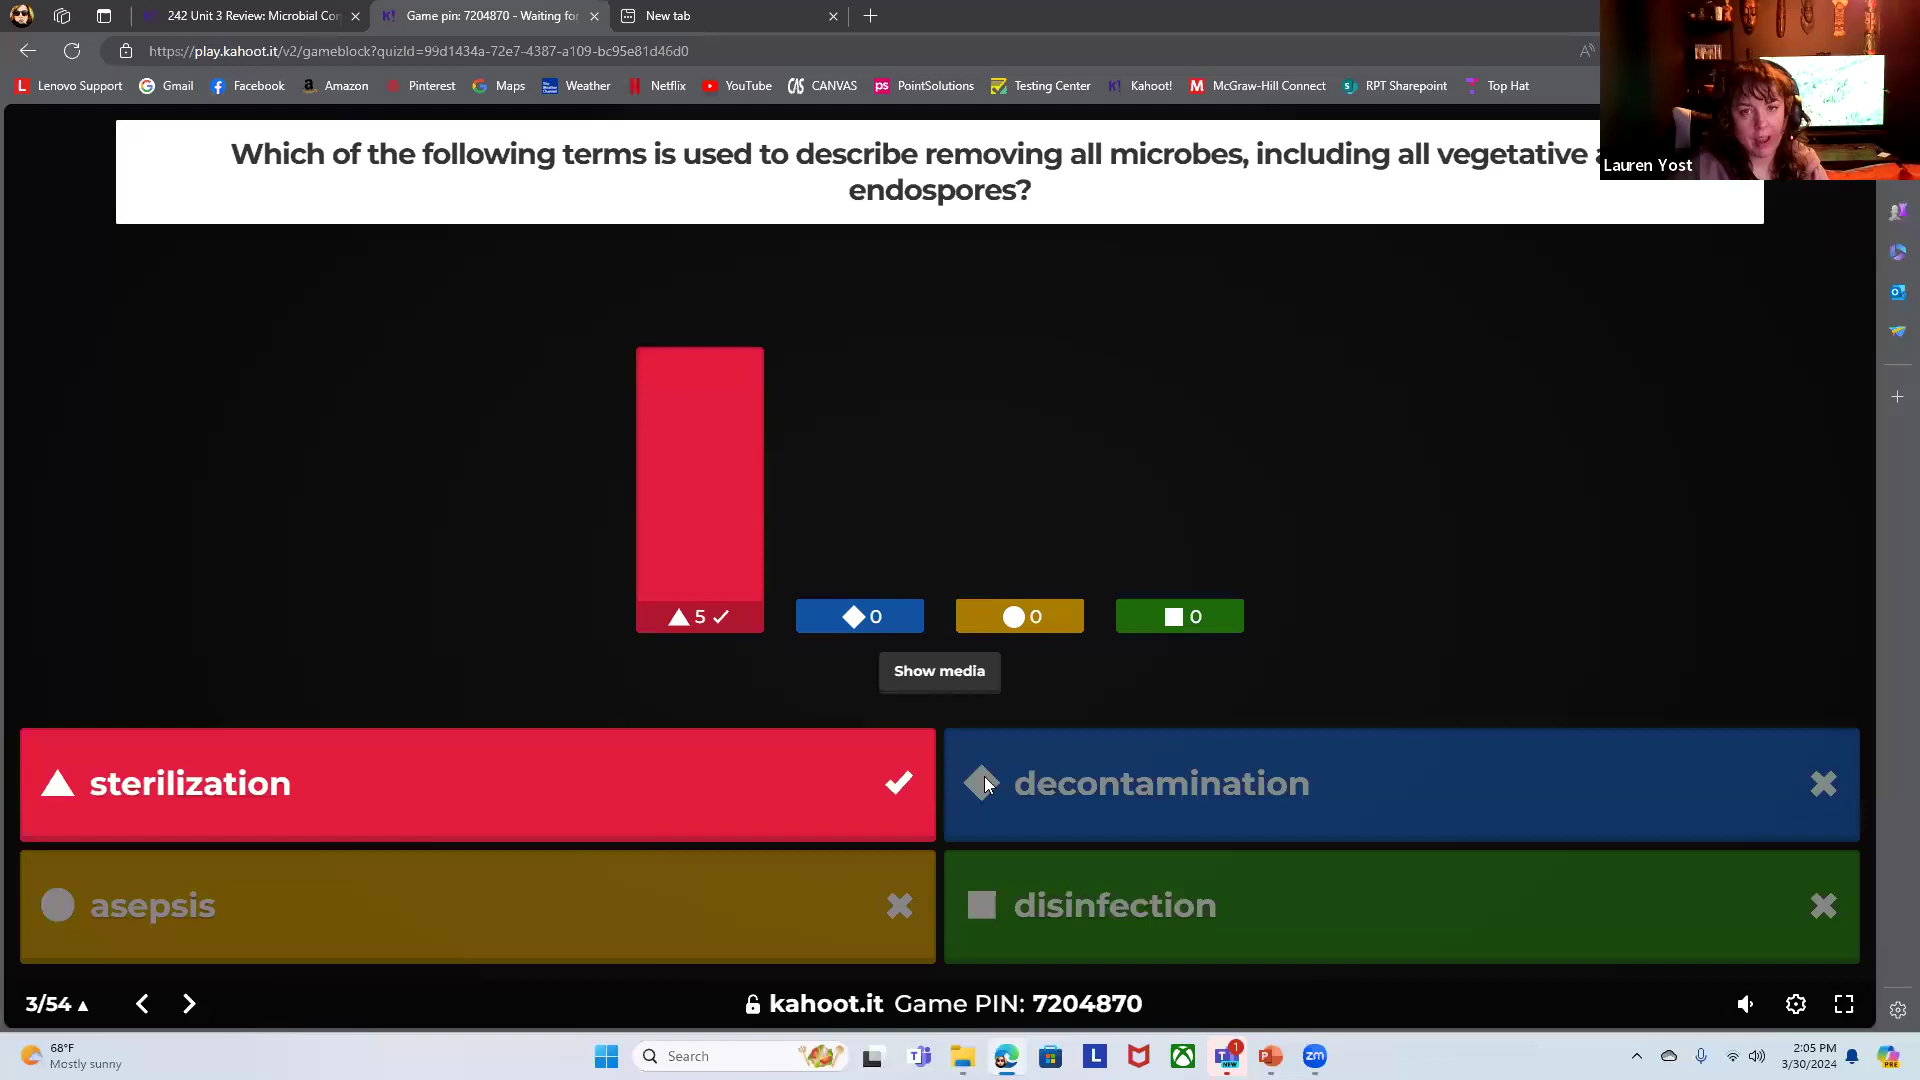 242 Unit 3 Review: Microbial Co
Game pin: 7204870 - Waiting for
New tab
https://play.kahoot.it/v2/gameblock?quizId=99d1434a-72e7-4387-a109-bc95e81d46d0
Lenovo Support
Gmail
Facebook
Amazon
Pinterest
Maps
Weather
Netflix
YouTube
CANVAS
PointSolutions
Testing Center
Kahoot!
McGraw-Hill Connect
RPT Sharepoint
Top Hat
Which of the following terms is used to describe removing all microbes, including all vegetative
endospores?
Lauren Yost
5
0
0
0
Show media
sterilization
decontamination
asepsis
disinfection
3/54
kahoot.it Game PIN: 7204870
68°F
Mostly sunny
Search
2:05 PM
3/30/2024